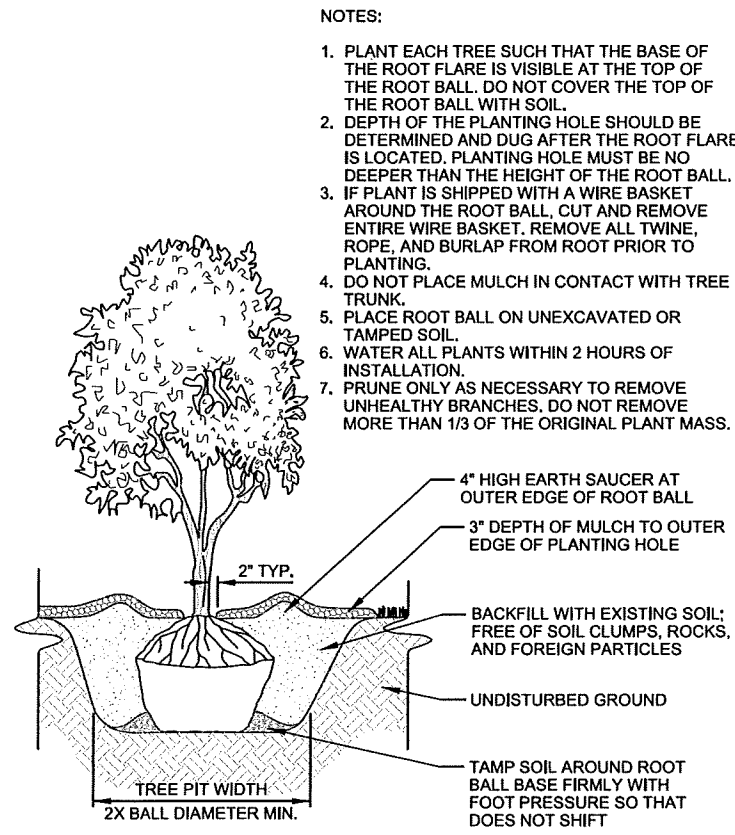 NOTES:
1. PLANT EACH TREE SUCH THAT THE BASE OF
THE ROOT FLARE IS VISIBLE AT THE TOP OF
THE ROOT BALL. DO NOT COVER THE TOP OF
THE ROOT BALL WITH SOIL.
2. DEPTH OF THE PLANTING HOLE SHOULD BE
DETERMINED AND DUG AFTER THE ROOT FLARE
IS LOCATED. PLANTING HOLE MUST BE NO
DEEPER THAN THE HEIGHT OF THE ROOT BALL.
3. IF PLANT IS SHIPPED WITH A WIRE BASKET
AROUND THE ROOT BALL, CUT AND REMOVE
ENTIRE WIRE BASKET. REMOVE ALL TWINE,
ROPE, AND BURLAP FROM ROOT PRIOR TO
PLANTING.
4. DO NOT PLACE MULCH IN CONTACT WITH TREE
TRUNK.
5. PLACE ROOT BALL ON UNEXCAVATED OR
TAMPED SOIL.
6. WATER ALL PLANTS WITHIN 2 HOURS OF
INSTALLATION.
7. PRUNE ONLY AS NECESSARY TO REMOVE
UNHEALTHY BRANCHES. DO NOT REMOVE
MORE THAN 1/3 OF THE ORIGINAL PLANT MASS.
4" HIGH EARTH SAUCER AT
OUTER EDGE OF ROOT BALL
3" DEPTH OF MULCH TO OUTER
EDGE OF PLANTING HOLE
2" TYP.
BACKFILL WITH EXISTING SOIL;
FREE OF SOIL CLUMPS, ROCKS,
AND FOREIGN PARTICLES
UNDISTURBED GROUND
TAMP SOIL AROUND ROOT
BALL BASE FIRMLY WITH
FOOT PRESSURE SO THAT
DOES NOT SHIFT
TREE PIT WIDTH
2X BALL DIAMETER MIN.